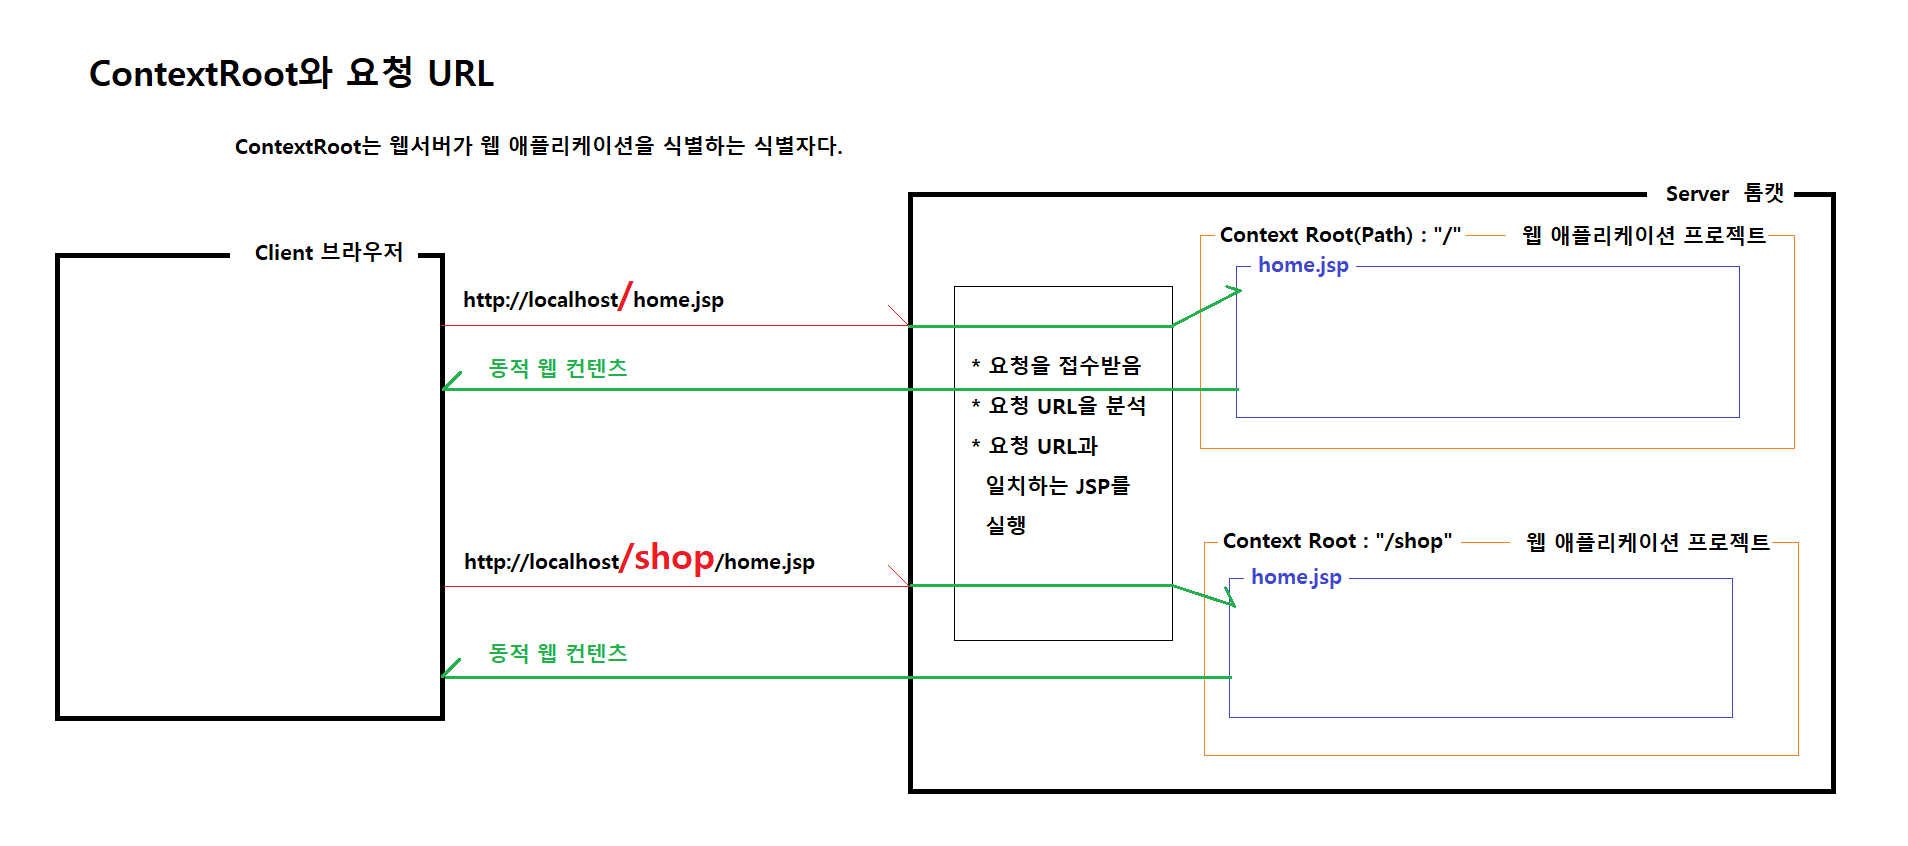 ContextRoot와 요청 URL
ContextRoot는 웹서버가 웹 애플리케이션을 식별하는 식별자다.
Server 톰캣
Client 브라우저
Context Root(Path) : "/"
웹 애플리케이션 프로젝트
home.jsp
http://localhost/home.jsp
동적 웹 컨텐츠
* 요청을 접수받음
* 요청 URL을 분석
* 요청 URL과
일치하는 JSP를
실행
Context Root : "/shop"
웹 애플리케이션 프로젝트
home.jsp
http://localhost/shop/home.jsp
동적 웹 컨텐츠